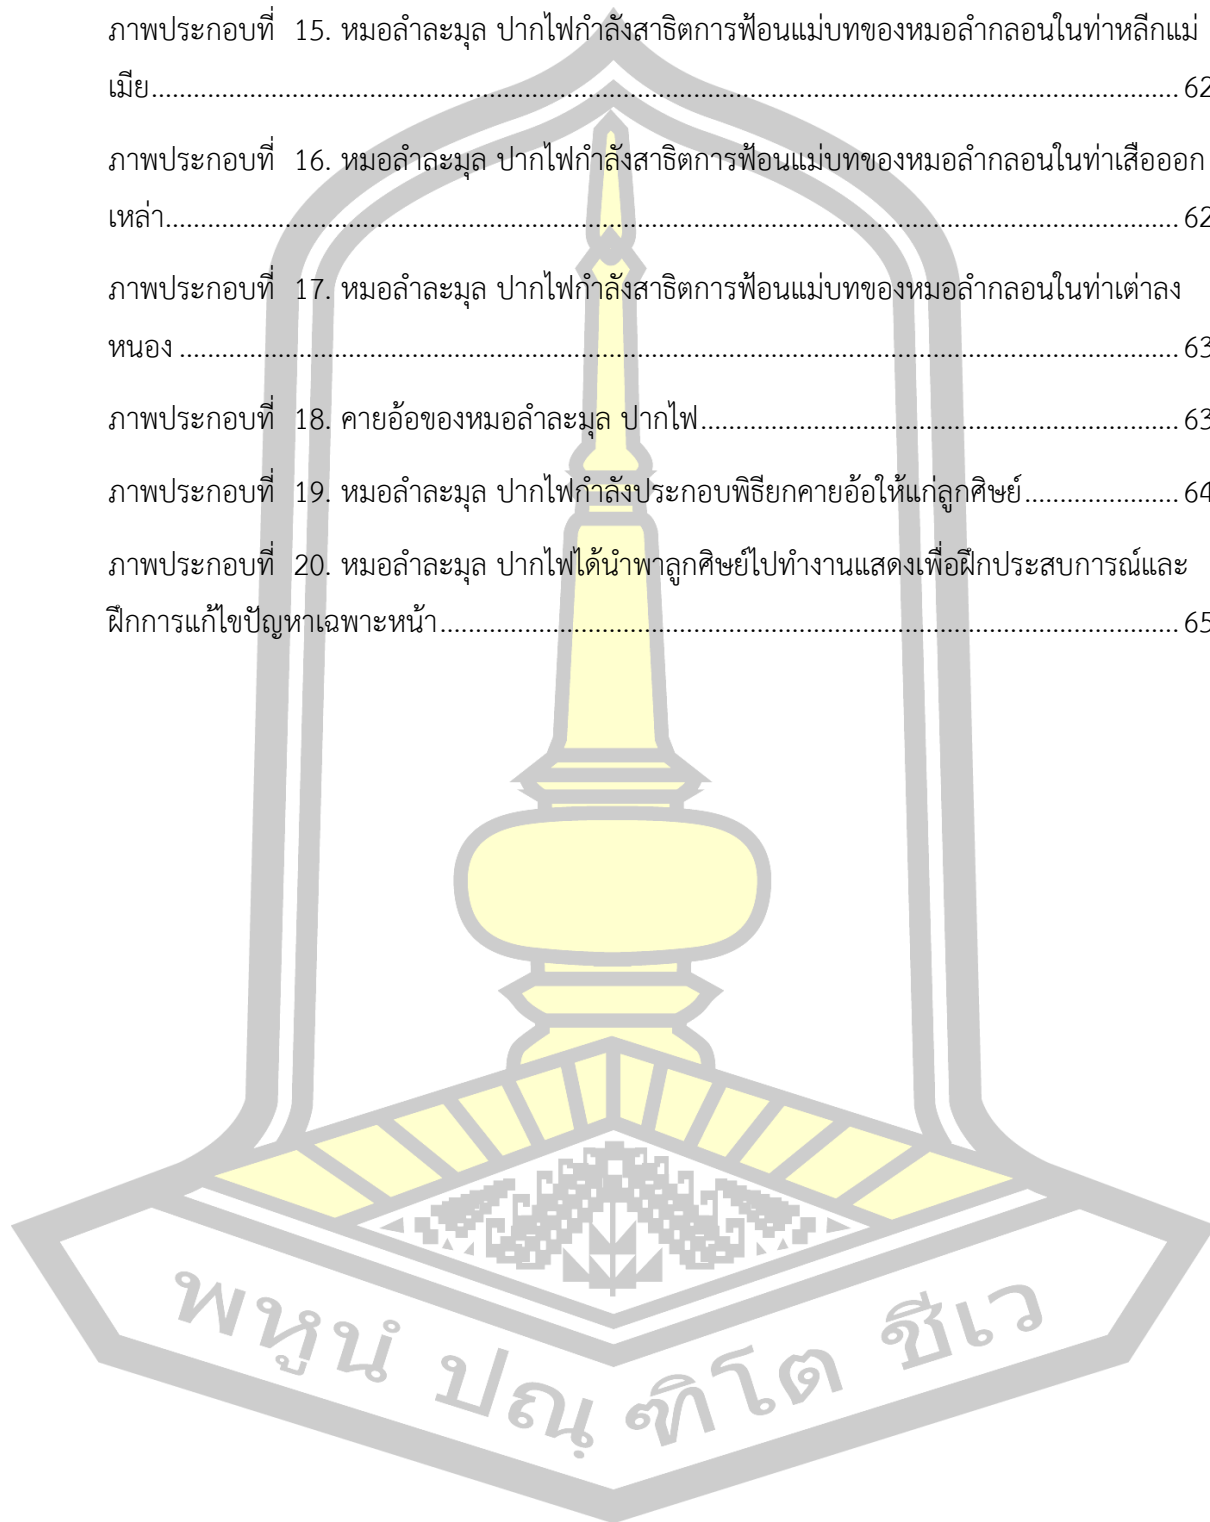 ภาพประกอบที่ 15. หมอลำละมุล ปากไฟกำลังสาธิตการฟ้อนแม่บทของหมอลำกลอนในท่าหลีกแม่
เมีย.......... 62
ภาพประกอบที่ 16. หมอลำละมุล ปากไฟกำลังสาธิตการฟ้อนแม่บทของหมอลำกลอนในท่าเสือออก
เหล่า.......... 62
ภาพประกอบที่ 17. หมอลำละมุล ปากไฟกำลังสาธิตการฟ้อนแม่บทของหมอลำกลอนในท่าเต่าลง
หนอง .......... 63
ภาพประกอบที่ 18. คายอ้อของหมอลำละมุล ปากไฟ.......... 63
ภาพประกอบที่ 19. หมอลำละมุล ปากไฟกำลังประกอบพิธียกคายอ้อให้แก่ลูกศิษย์.......... 64
ภาพประกอบที่ 20. หมอลำละมุล ปากไฟได้นำพาลูกศิษย์ไปทำงานแสดงเพื่อฝึกประสบการณ์และ
ฝึกการแก้ไขปัญหาเฉพาะหน้า.......... 65
พหูนํ ปณฺฑิโต ชีเว